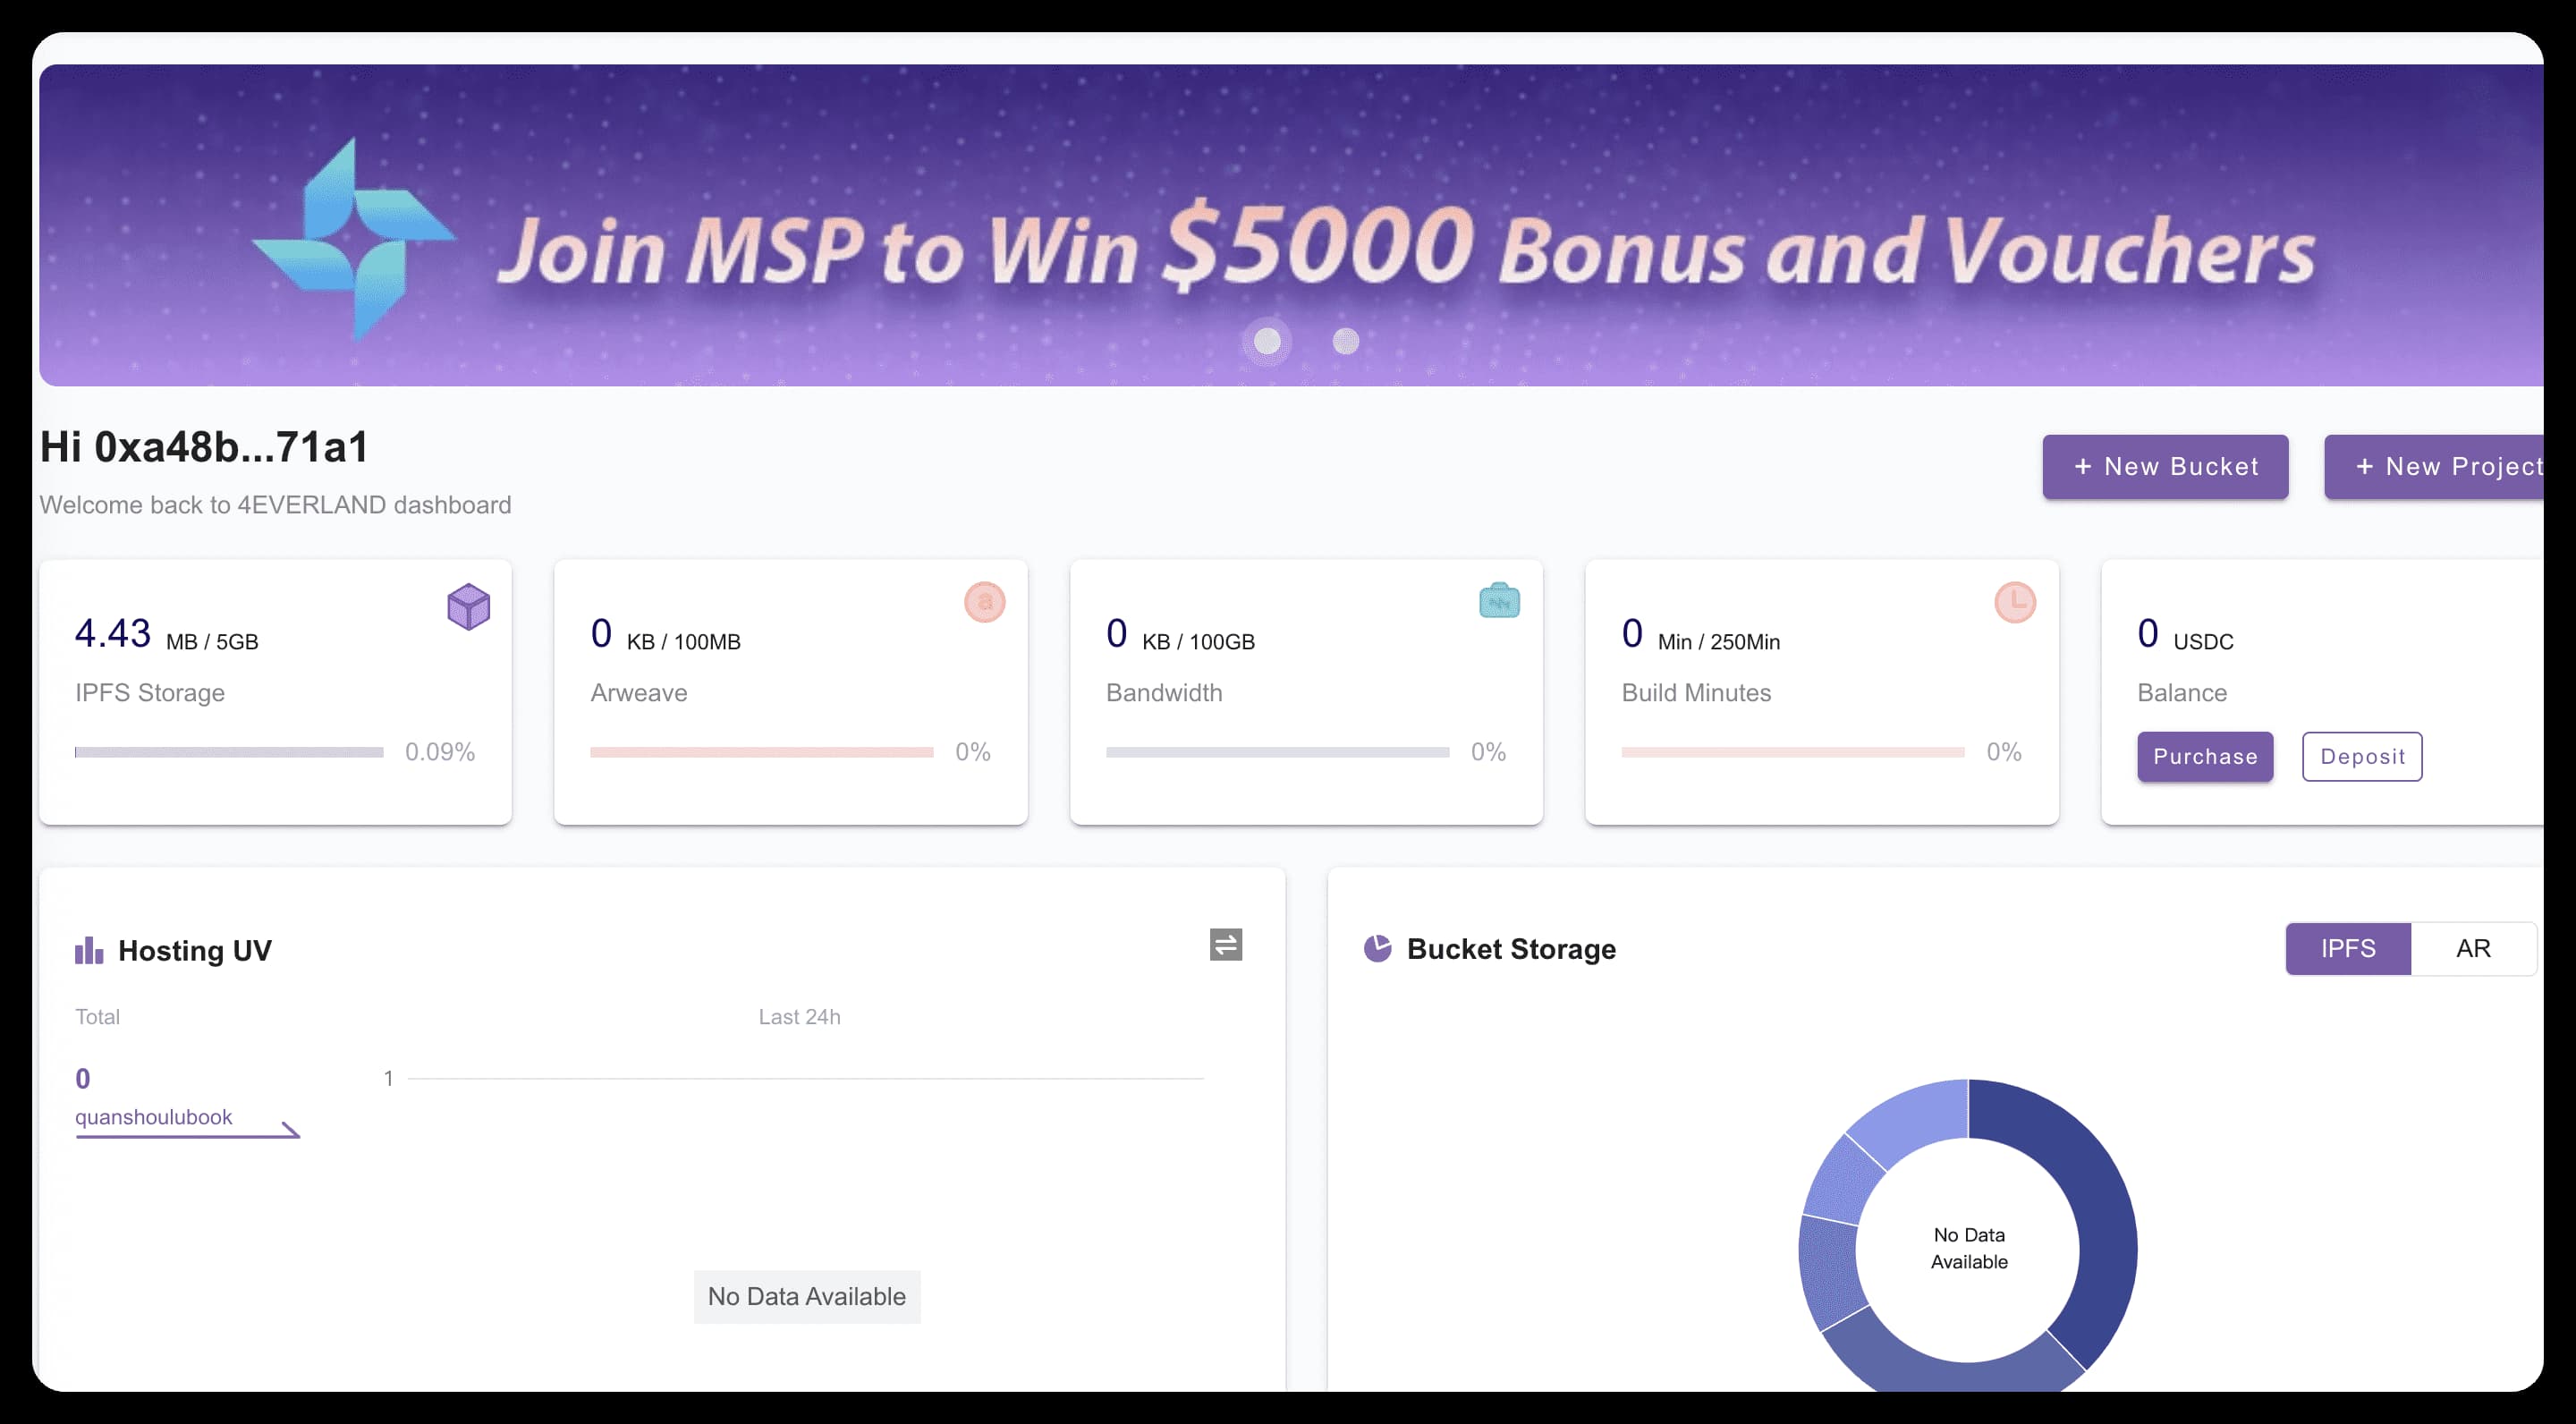 Join MSP to Win $5000 Bonus and Vouchers
Hi 0xa48b...71a1
Welcome back to 4EVERLAND dashboard
+ New Bucket
+ New Project
4.43 MB / 5GB
IPFS Storage
0.09%
0 KB / 100MB
Arweave
0%
0 KB / 100GB
Bandwidth
0%
0 Min / 250Min
Build Minutes
0%
0 USDC
Balance
Purchase
Deposit
Hosting UV
Total
Last 24h
0
quanshoulubook
1
No Data Available
Bucket Storage
IPFS
AR
No Data
Available